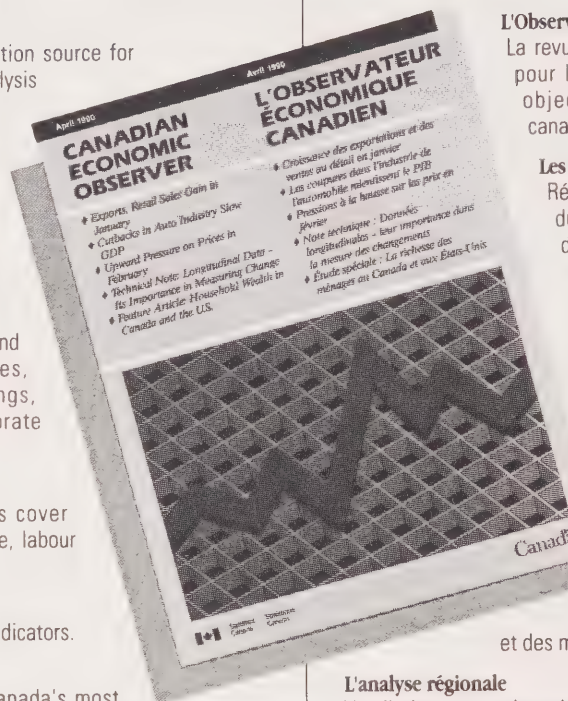 tion source for
lysis
nd
es,
ngs,
orate
s cover
e, labour
dicators.
anada's most
April 1990
CANADIAN
ECONOMIC
OBSERVER
♦ Exports, Retail Sales Gain in
January
♦ Cutbacks in Auto Industry Slow
GDP
♦ Upward Pressure on Prices in
February
♦ Technical Note: Longitudinal Data -
Its Importance in Measuring Change
♦ Feature Article: Household Wealth in
Canada and the U.S.
Avril 1990
L'OBSERVATEUR
ÉCONOMIQUE
CANADIEN
♦ Croissance des exportations et des
ventes au détail en janvier
♦ Les coupures dans l'industrie de
l'automobile ralentissent le PIB
♦ Pressions à la hausse sur les prix en
février
♦ Note technique : Données
longitudinales - leur importance dans
la mesure des changements
♦ Étude spéciale : La richesse des
ménages au Canada et aux États-Unis
Statistics Statistique
Canada Canada
Canad
L'Observ
La revu
pour l
obje
cana
Les
Ré
du
et des m
L'analyse régionale